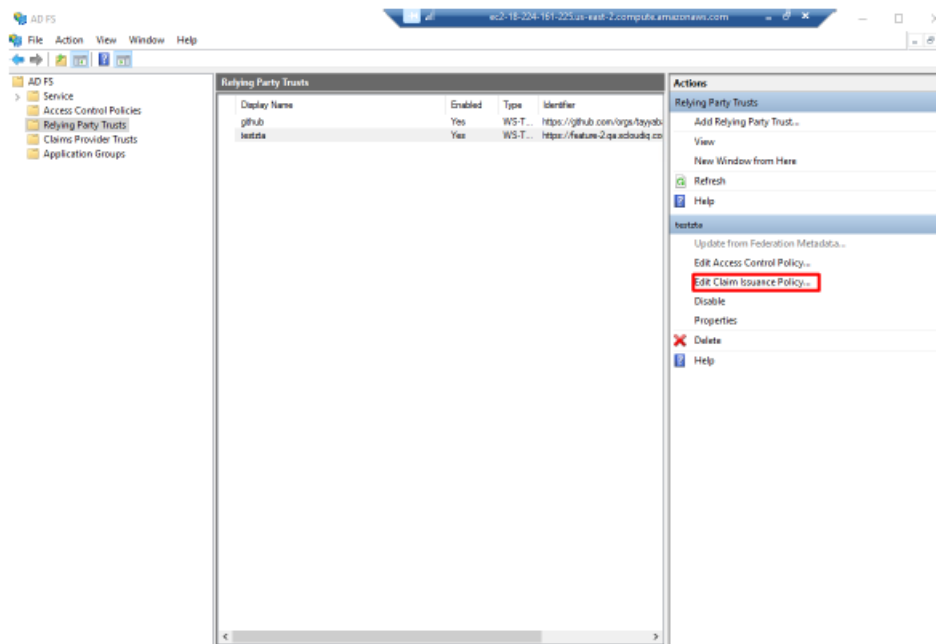 AD FS
ec2-18-224-161-225.us-east-2.compute.amazonaws.com
File Action View Window Help
AD FS
Service
Access Control Policies
Relying Party Trusts
Claims Provider Trusts
Application Groups
Relying Party Trusts
Display Name Enabled Type Identifier
github Yes WS-T... https://github.com/orgs/tayyab
testzta Yes WS-T... https://feature-2.qa.xcloudiq.co
Actions
Relying Party Trusts
Add Relying Party Trust...
View
New Window from Here
Refresh
Help
testzta
Update from Federation Metadata...
Edit Access Control Policy...
Edit Claim Issuance Policy...
Disable
Properties
Delete
Help